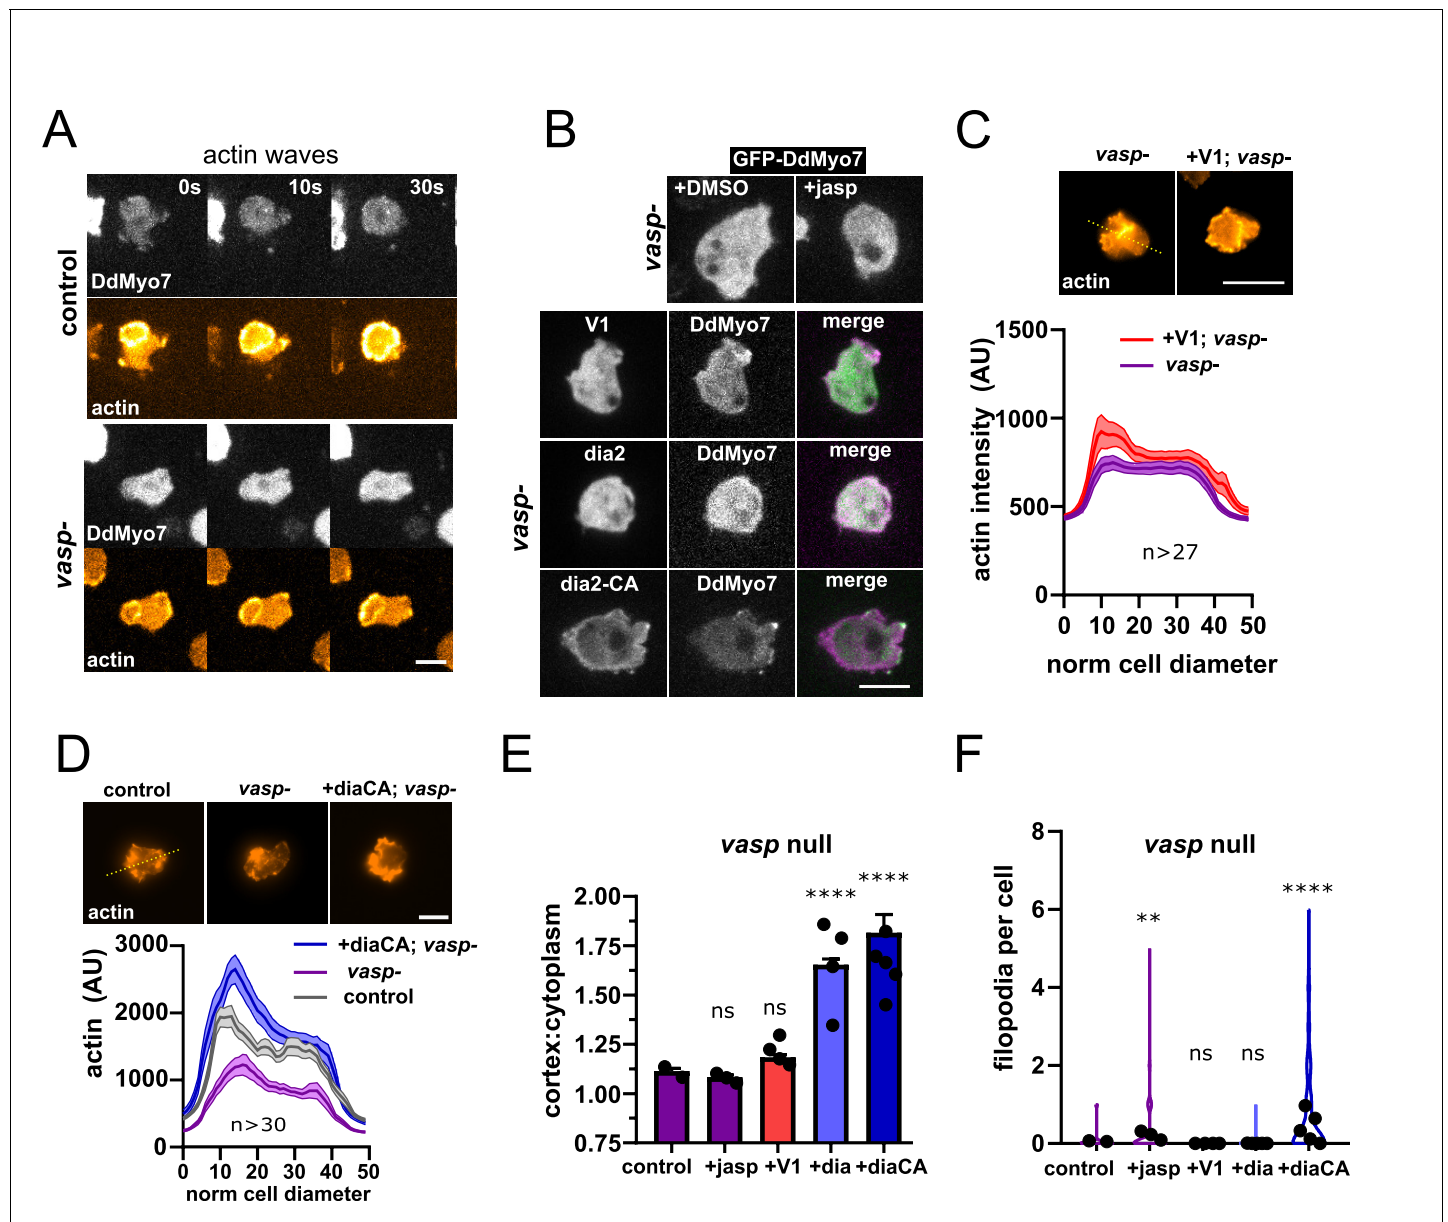 A
actin waves
0s 10s 30s
control
DdMyo7
actin
vasp-
DdMyo7
actin
B
GFP-DdMyo7
+DMSO +jasp
vasp-
V1 DdMyo7 merge
dia2 DdMyo7 merge
vasp-
dia2-CA DdMyo7 merge
C
vasp- +V1; vasp-
actin
+V1; vasp-
vasp-
actin intensity (AU)
1500
1000
500
0
n>27
0 10 20 30 40 50
norm cell diameter
D
control vasp- +diaCA; vasp-
actin
+diaCA; vasp-
vasp-
control
actin (AU)
3000
2000
1000
0
n>30
0 10 20 30 40 50
norm cell diameter
E
vasp null
cortex:cytoplasm
2.00
1.75
1.50
1.25
1.00
0.75
ns ns **** ****
control +jasp +V1 +dia +diaCA
F
vasp null
filopodia per cell
8
6
4
2
0
** ns ns ****
control +jasp +V1 +dia +diaCA